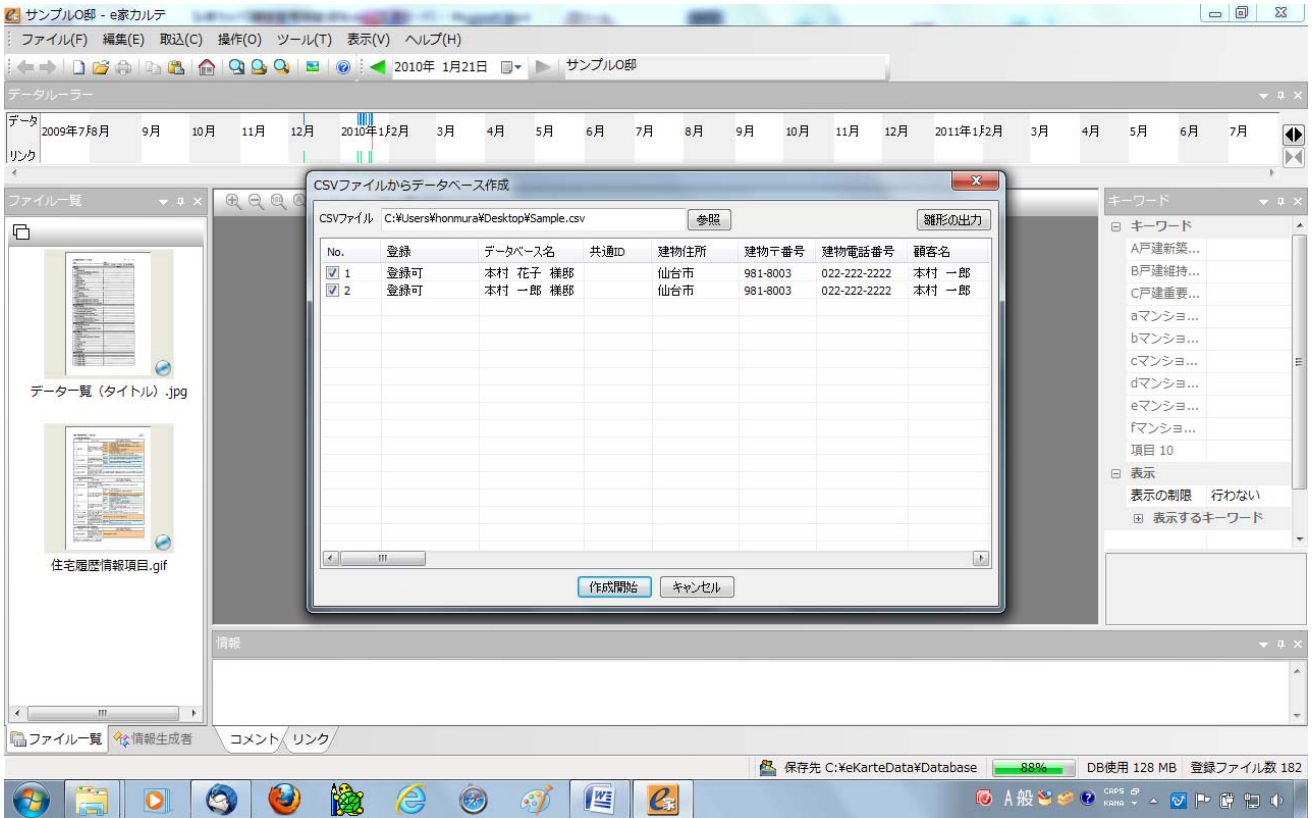 サンプルO邸 - e家カルテ
ファイル(F) 編集(E) 取込(C) 操作(O) ツール(T) 表示(V) ヘルプ(H)
2010年 1月21日 サンプルO邸
データルーラー
データ 2009年7月 8月 9月 10月 11月 12月 2010年1月 2月 3月 4月 5月 6月 7月 8月 9月 10月 11月 12月 2011年1月 2月 3月 4月 5月 6月 7月
リンク
ファイル一覧
データ一覧（タイトル）.jpg
住宅履歴情報項目.gif
ファイル一覧 情報生成者
CSVファイルからデータベース作成
CSVファイル C:¥Users¥honmura¥Desktop¥Sample.csv 参照 雛形の出力
No. 登録 データベース名 共通ID 建物住所 建物〒番号 建物電話番号 顧客名
1 登録可 本村 花子 様邸 仙台市 981-8003 022-222-2222 本村 一郎
2 登録可 本村 一郎 様邸 仙台市 981-8003 022-222-2222 本村 一郎
作成開始 キャンセル
キーワード
キーワード
A戸建新築...
B戸建維持...
C戸建重要...
aマンショ...
bマンショ...
cマンショ...
dマンショ...
eマンショ...
fマンショ...
項目 10
表示
表示の制限 行わない
表示するキーワード
情報
コメント リンク
保存先 C:¥eKarteData¥Database 88% DB使用 128 MB 登録ファイル数 182
A 般 CAPS KANA